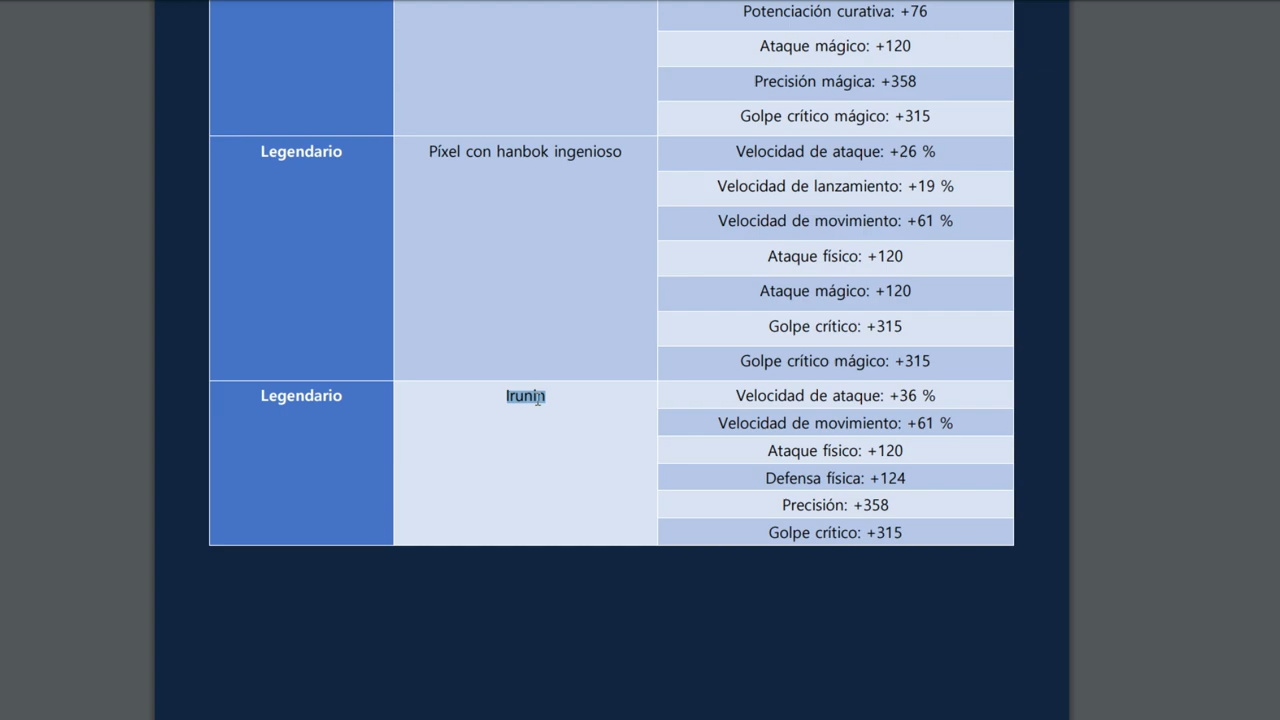 Potenciación curativa: +76
Ataque mágico: +120
Precisión mágica: +358
Golpe crítico mágico: +315
Legendario
Píxel con hanbok ingenioso
Velocidad de ataque: +26 %
Velocidad de lanzamiento: +19 %
Velocidad de movimiento: +61 %
Ataque físico: +120
Ataque mágico: +120
Golpe crítico: +315
Golpe crítico mágico: +315
Legendario
Irunin
Velocidad de ataque: +36 %
Velocidad de movimiento: +61 %
Ataque físico: +120
Defensa física: +124
Precisión: +358
Golpe crítico: +315